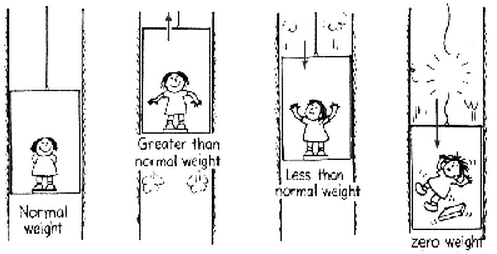 Normal
weight
Greater than
normal weight
Less than
normal weight
zero weight